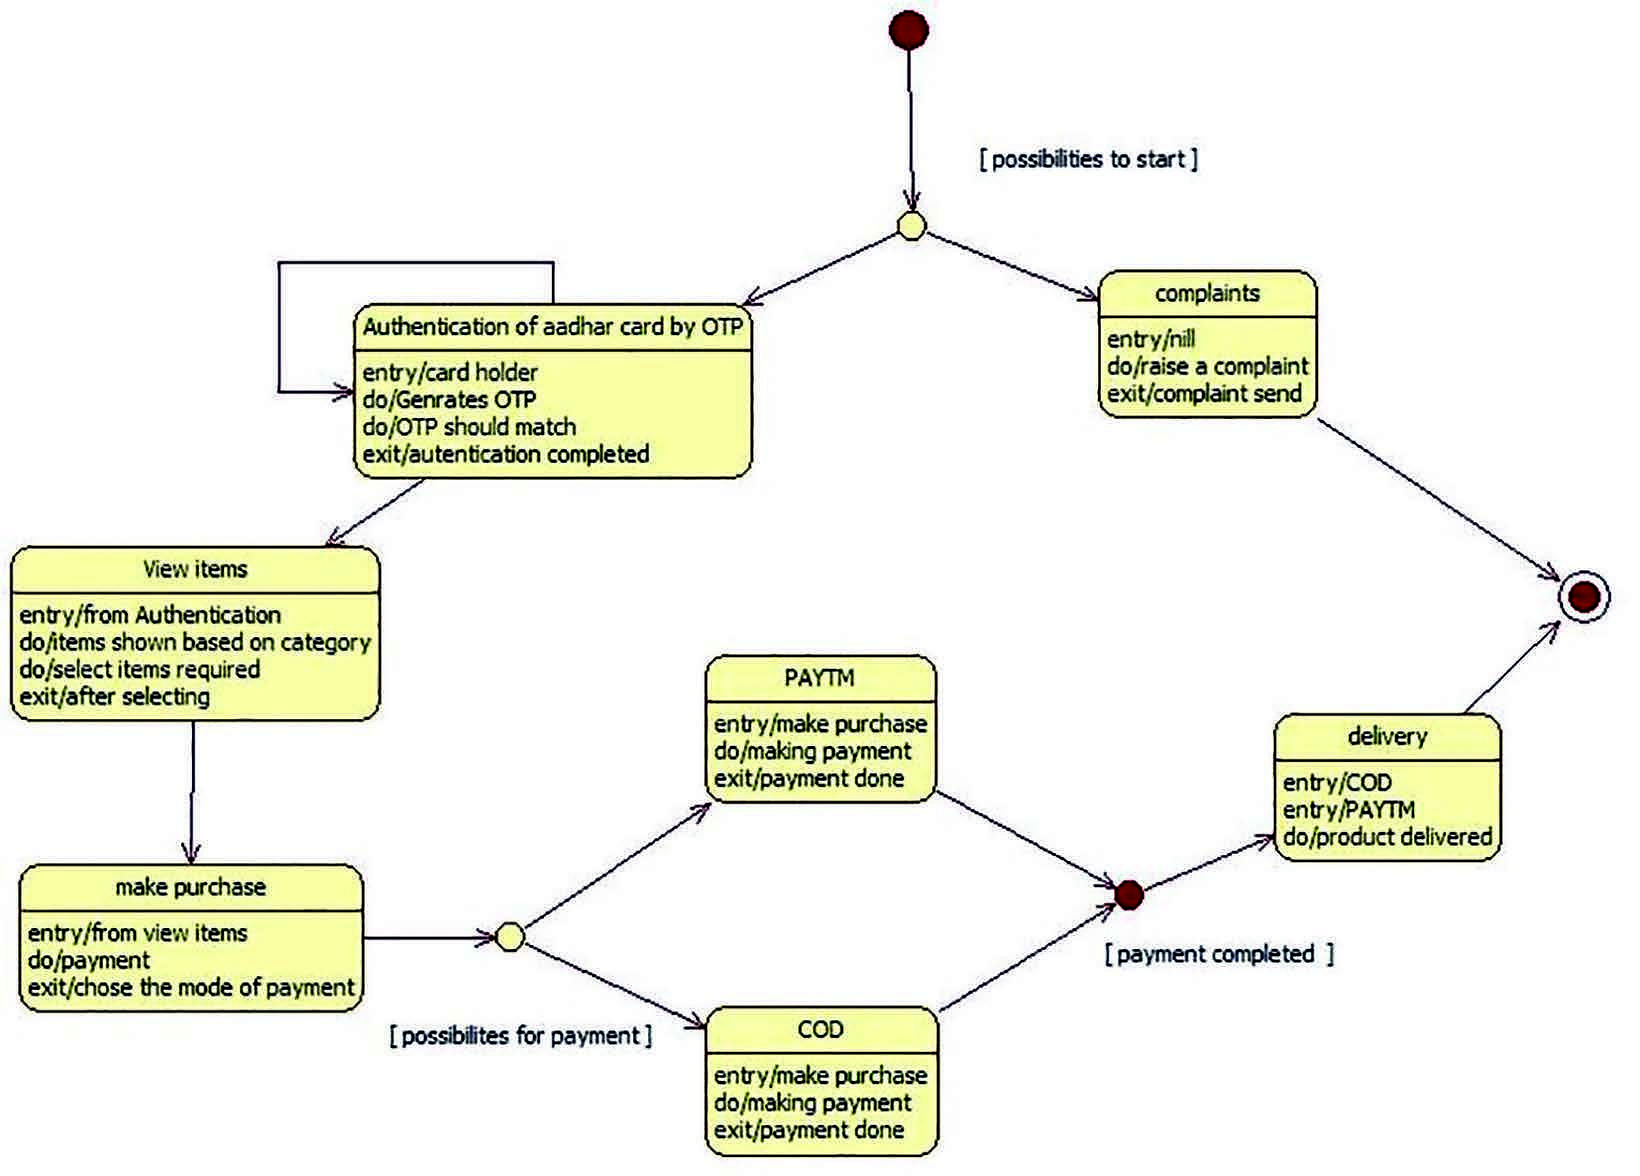 [ possibilities to start ]
complaints
entry/nill
do/raise a complaint
exit/complaint send
Authentication of aadhar card by OTP
entry/card holder
do/Genrates OTP
do/OTP should match
exit/autentication completed
View items
entry/from Authentication
do/items shown based on category
do/select items required
exit/after selecting
PAYTM
entry/make purchase
do/making payment
exit/payment done
delivery
entry/COD
entry/PAYTM
do/product delivered
make purchase
entry/from view items
do/payment
exit/chose the mode of payment
[ payment completed ]
[ possibilites for payment ]
COD
entry/make purchase
do/making payment
exit/payment done